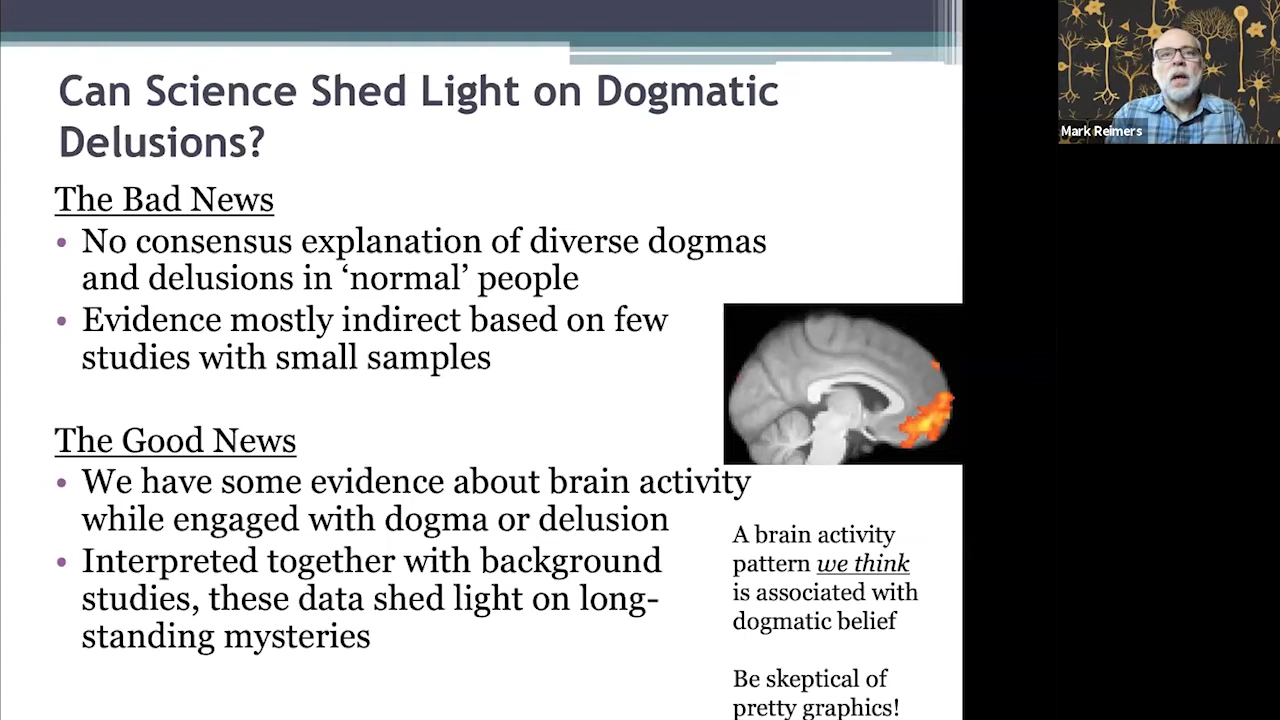 Can Science Shed Light on Dogmatic
Delusions?
The Bad News
• No consensus explanation of diverse dogmas
and delusions in ‘normal’ people
• Evidence mostly indirect based on few
studies with small samples
The Good News
• We have some evidence about brain activity
while engaged with dogma or delusion
• Interpreted together with background
studies, these data shed light on long-
standing mysteries
A brain activity
pattern we think
is associated with
dogmatic belief
Be skeptical of
pretty graphics!
Mark Reimers